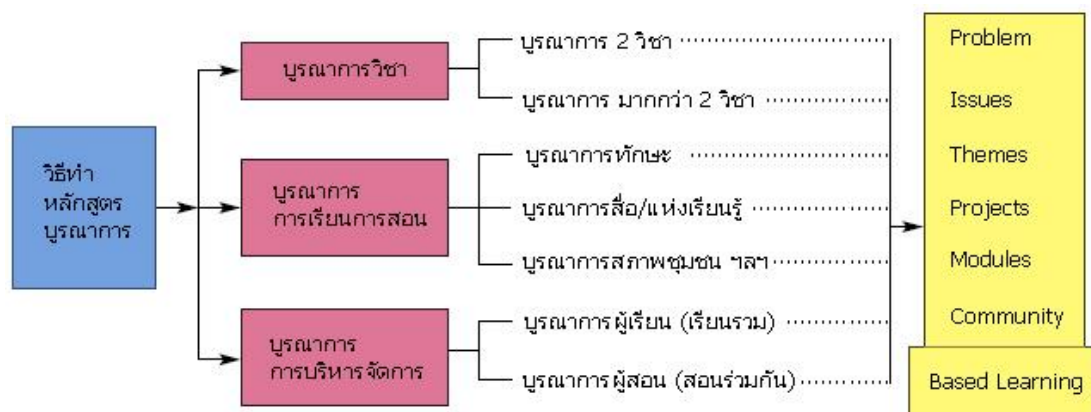 วิธีทำ
หลักสูตร
บูรณาการ
บูรณาการวิชา
บูรณาการ
การเรียนการสอน
บูรณาการ
การบริหารจัดการ
บูรณาการ 2 วิชา
บูรณาการ มากกว่า 2 วิชา
บูรณาการทักษะ
บูรณาการสื่อ/แห่งเรียนรู้
บูรณาการสภาพชุมชน ฯลฯ
บูรณาการผู้เรียน (เรียนรวม)
บูรณาการผู้สอน (สอนร่วมกัน)
Problem
Issues
Themes
Projects
Modules
Community
Based Learning